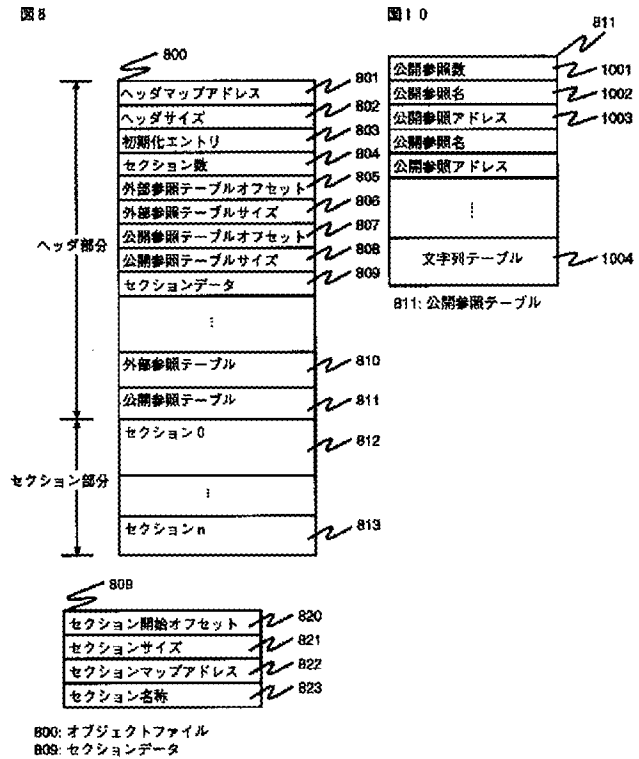 図8
800
ヘッダマップアドレス 801
ヘッダサイズ 802
初期化エントリ 803
セクション数 804
外部参照テーブルオフセット 805
外部参照テーブルサイズ 806
公開参照テーブルオフセット 807
公開参照テーブルサイズ 808
セクションデータ 809
⋮
外部参照テーブル 810
公開参照テーブル 811
セクション0 812
⋮
セクションn 813
ヘッダ部分
セクション部分
809
セクション開始オフセット 820
セクションサイズ 821
セクションマップアドレス 822
セクション名称 823
800: オブジェクトファイル
809: セクションデータ
図10
811
公開参照数 1001
公開参照名 1002
公開参照アドレス 1003
公開参照名
公開参照アドレス
⋮
文字列テーブル 1004
811: 公開参照テーブル